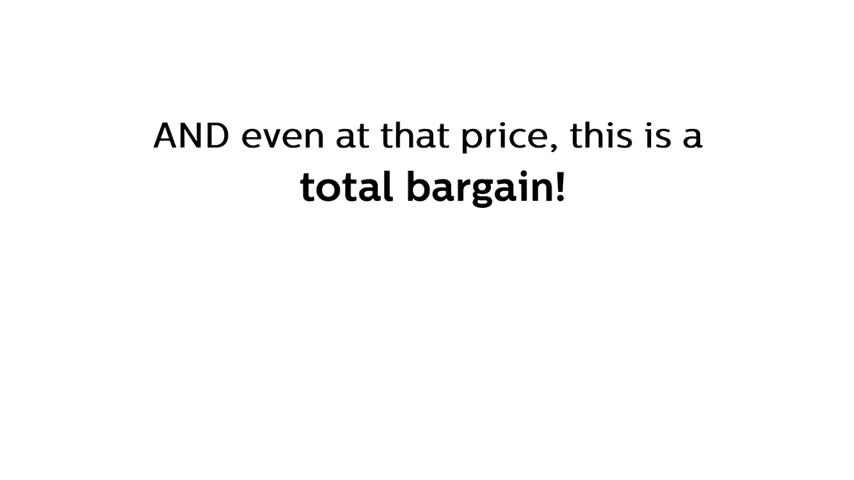 AND even at that price, this is a
total bargain!